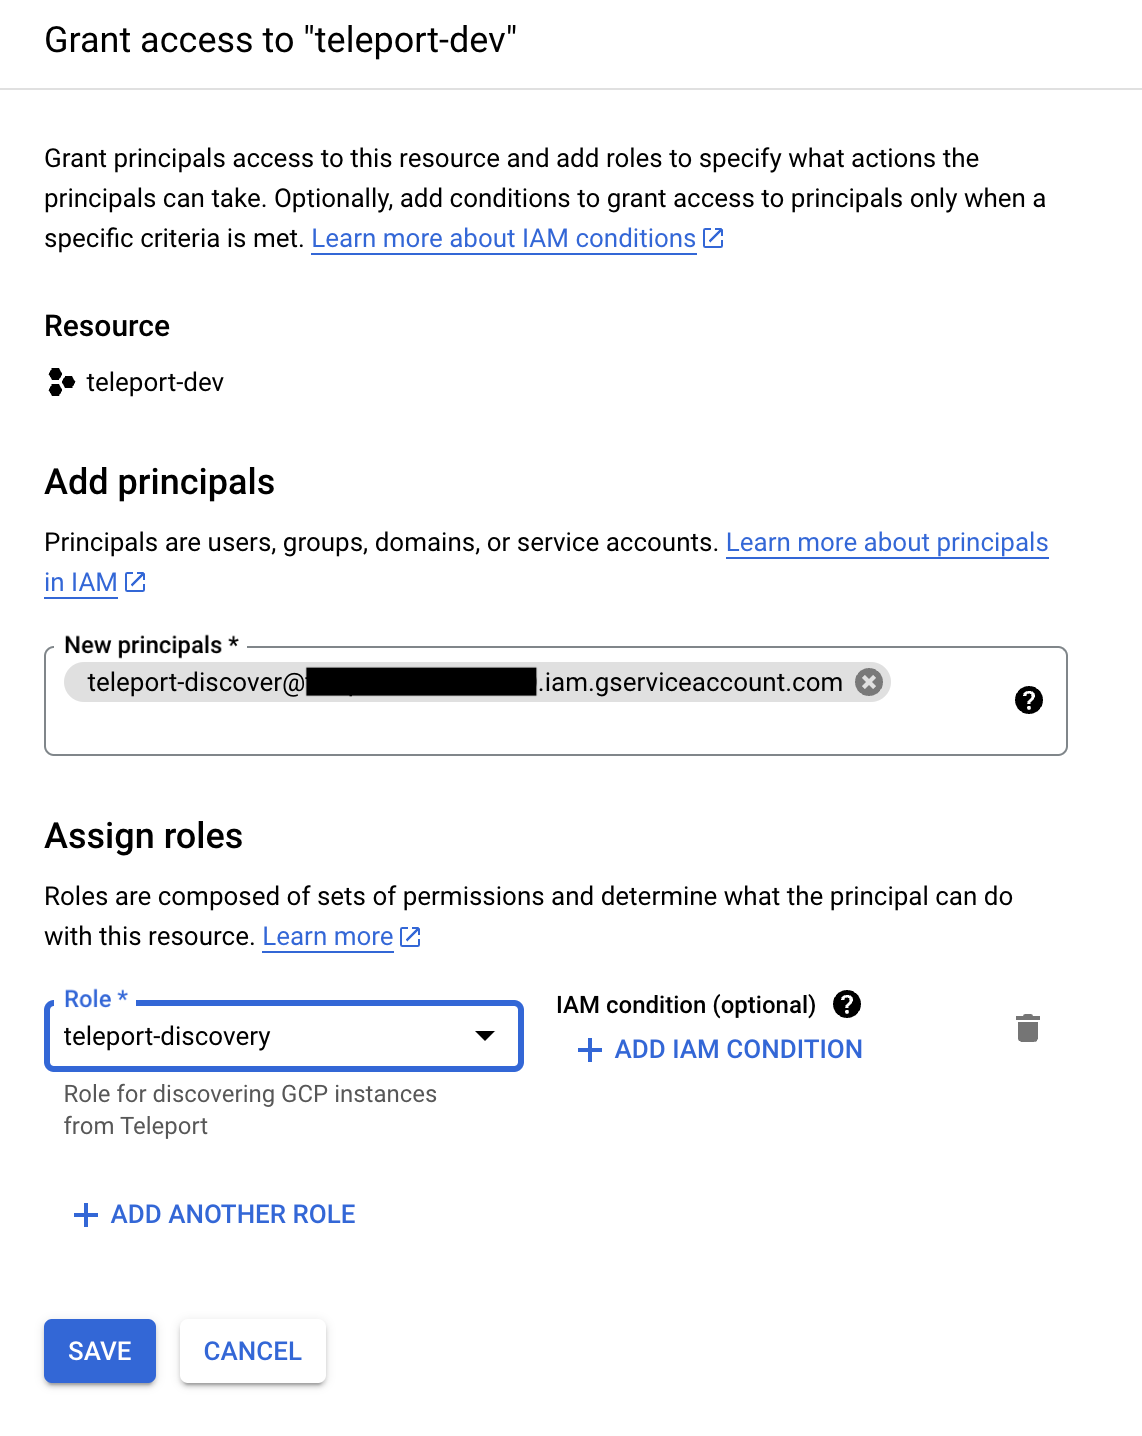 Grant access to "teleport-dev"
Grant principals access to this resource and add roles to specify what actions the
principals can take. Optionally, add conditions to grant access to principals only when a
specific criteria is met. Learn more about IAM conditions
Resource
teleport-dev
Add principals
Principals are users, groups, domains, or service accounts. Learn more about principals
in IAM
New principals *
teleport-discover@ .iam.gserviceaccount.com
Assign roles
Roles are composed of sets of permissions and determine what the principal can do
with this resource. Learn more
Role *
teleport-discovery
IAM condition (optional)
+ ADD IAM CONDITION
Role for discovering GCP instances
from Teleport
+ ADD ANOTHER ROLE
SAVE CANCEL